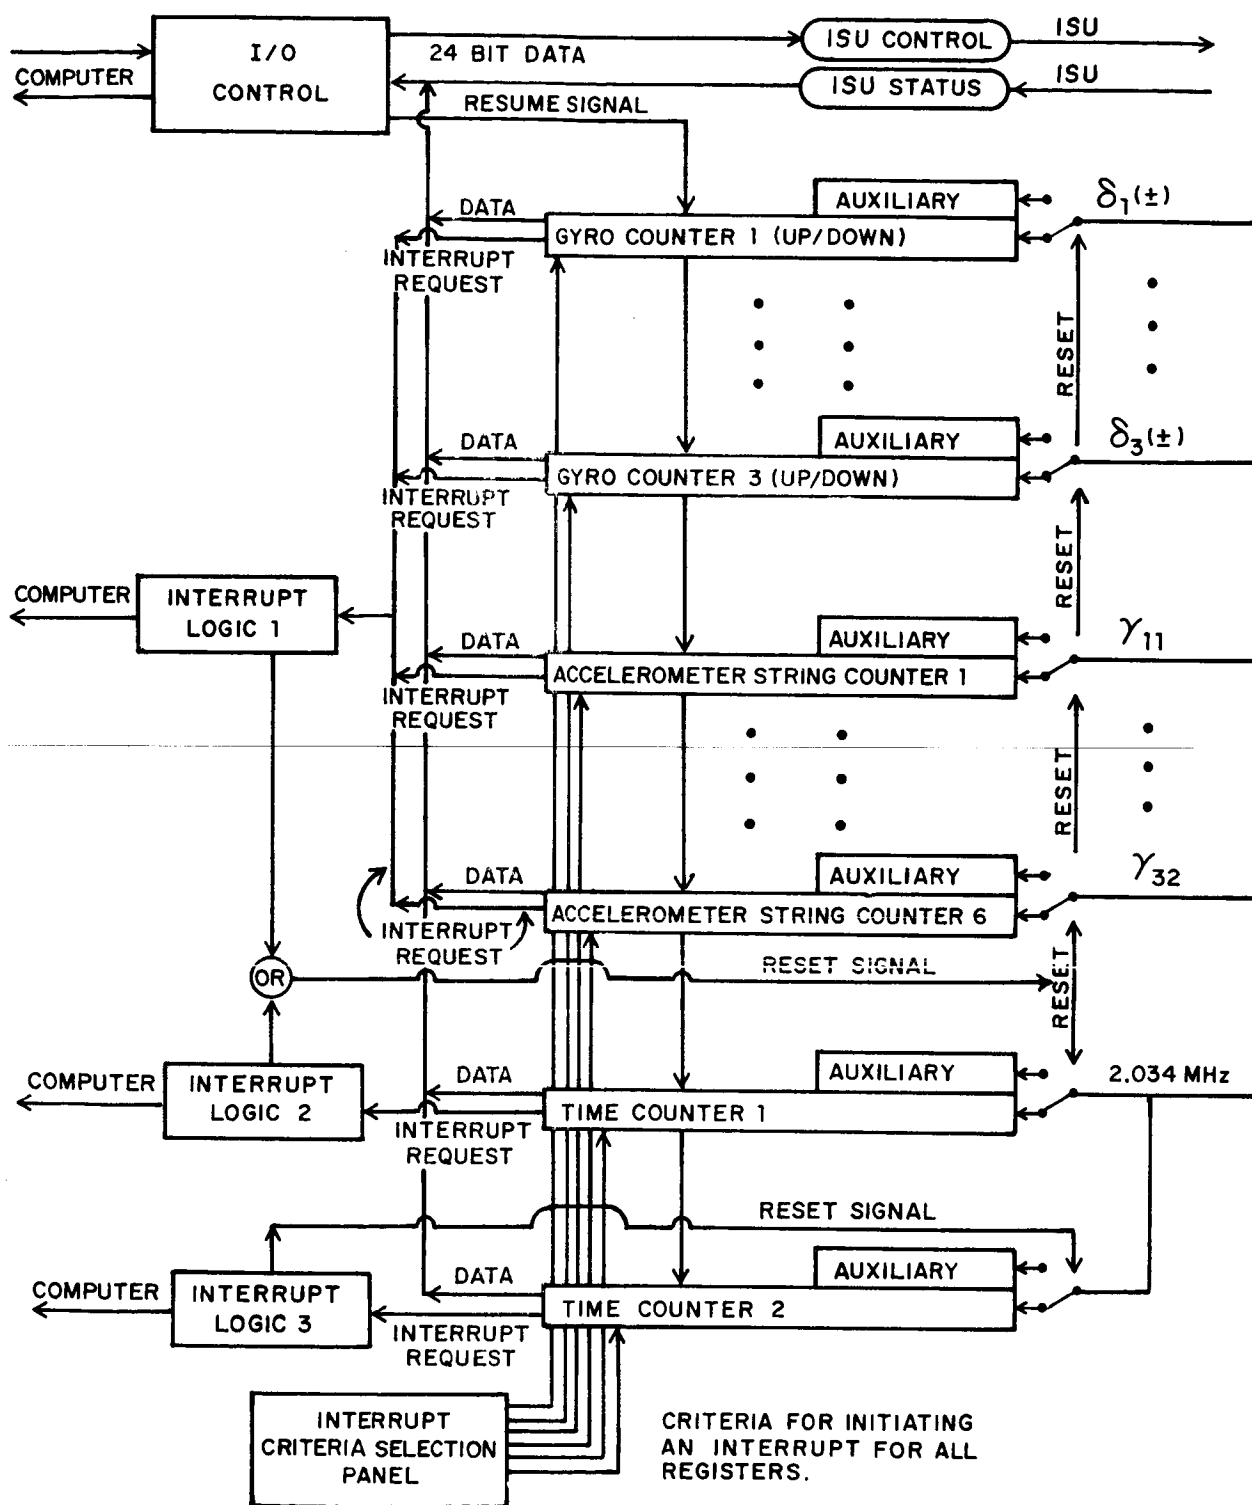 I/O
CONTROL
COMPUTER
24 BIT DATA
ISU CONTROL
ISU
ISU STATUS
ISU
RESUME SIGNAL
AUXILIARY
δ1(±)
DATA
GYRO COUNTER 1 (UP/DOWN)
INTERRUPT
REQUEST
RESET
AUXILIARY
δ3(±)
DATA
GYRO COUNTER 3 (UP/DOWN)
INTERRUPT
REQUEST
RESET
COMPUTER
INTERRUPT
LOGIC 1
AUXILIARY
γ11
DATA
ACCELEROMETER STRING COUNTER 1
INTERRUPT
REQUEST
RESET
AUXILIARY
γ32
DATA
ACCELEROMETER STRING COUNTER 6
INTERRUPT
REQUEST
OR
RESET SIGNAL
RESET
COMPUTER
INTERRUPT
LOGIC 2
AUXILIARY
2.034 MHz
DATA
TIME COUNTER 1
INTERRUPT
REQUEST
RESET SIGNAL
COMPUTER
INTERRUPT
LOGIC 3
AUXILIARY
DATA
TIME COUNTER 2
INTERRUPT
REQUEST
INTERRUPT
CRITERIA SELECTION
PANEL
CRITERIA FOR INITIATING
AN INTERRUPT FOR ALL
REGISTERS.